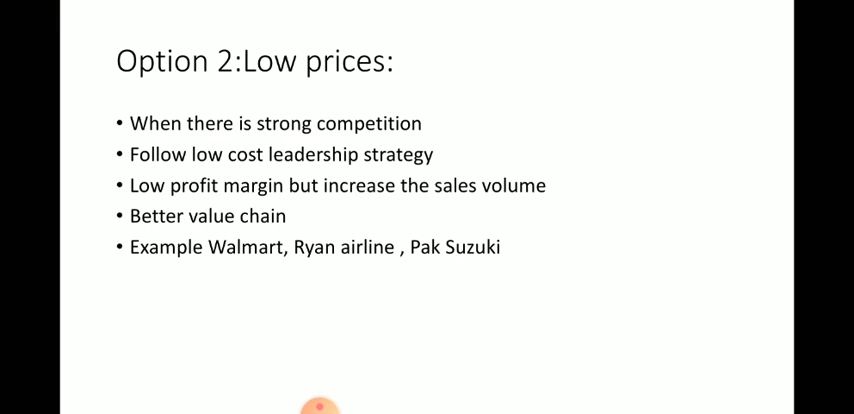 Option 2:Low prices:
• When there is strong competition
• Follow low cost leadership strategy
• Low profit margin but increase the sales volume
• Better value chain
• Example Walmart, Ryan airline , Pak Suzuki